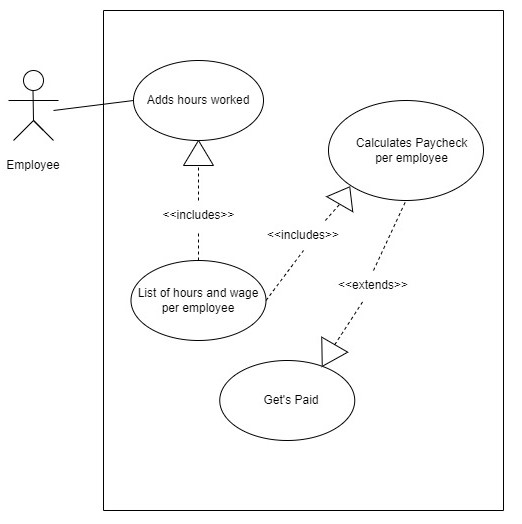 Adds hours worked
Calculates Paycheck
per employee
Employee
<<includes>>
<<includes>>
<<extends>>
List of hours and wage
per employee
Get's Paid